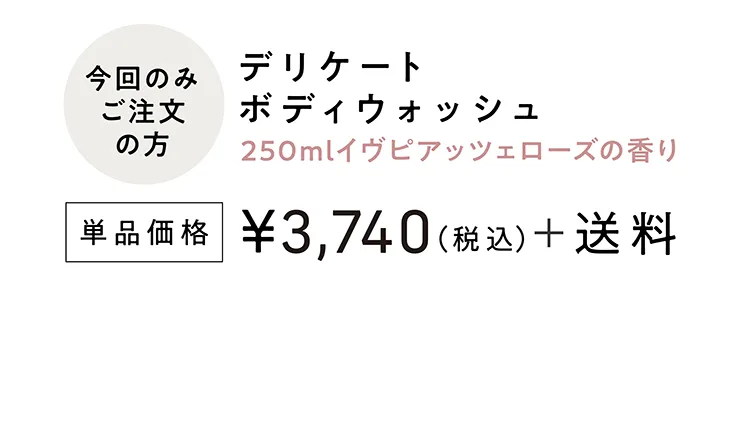 今回のみ
ご注文
の方
デリケート
ボディウォッシュ
250mlイヴピアッツェローズの香り
単品価格
¥3,740(税込)+送料